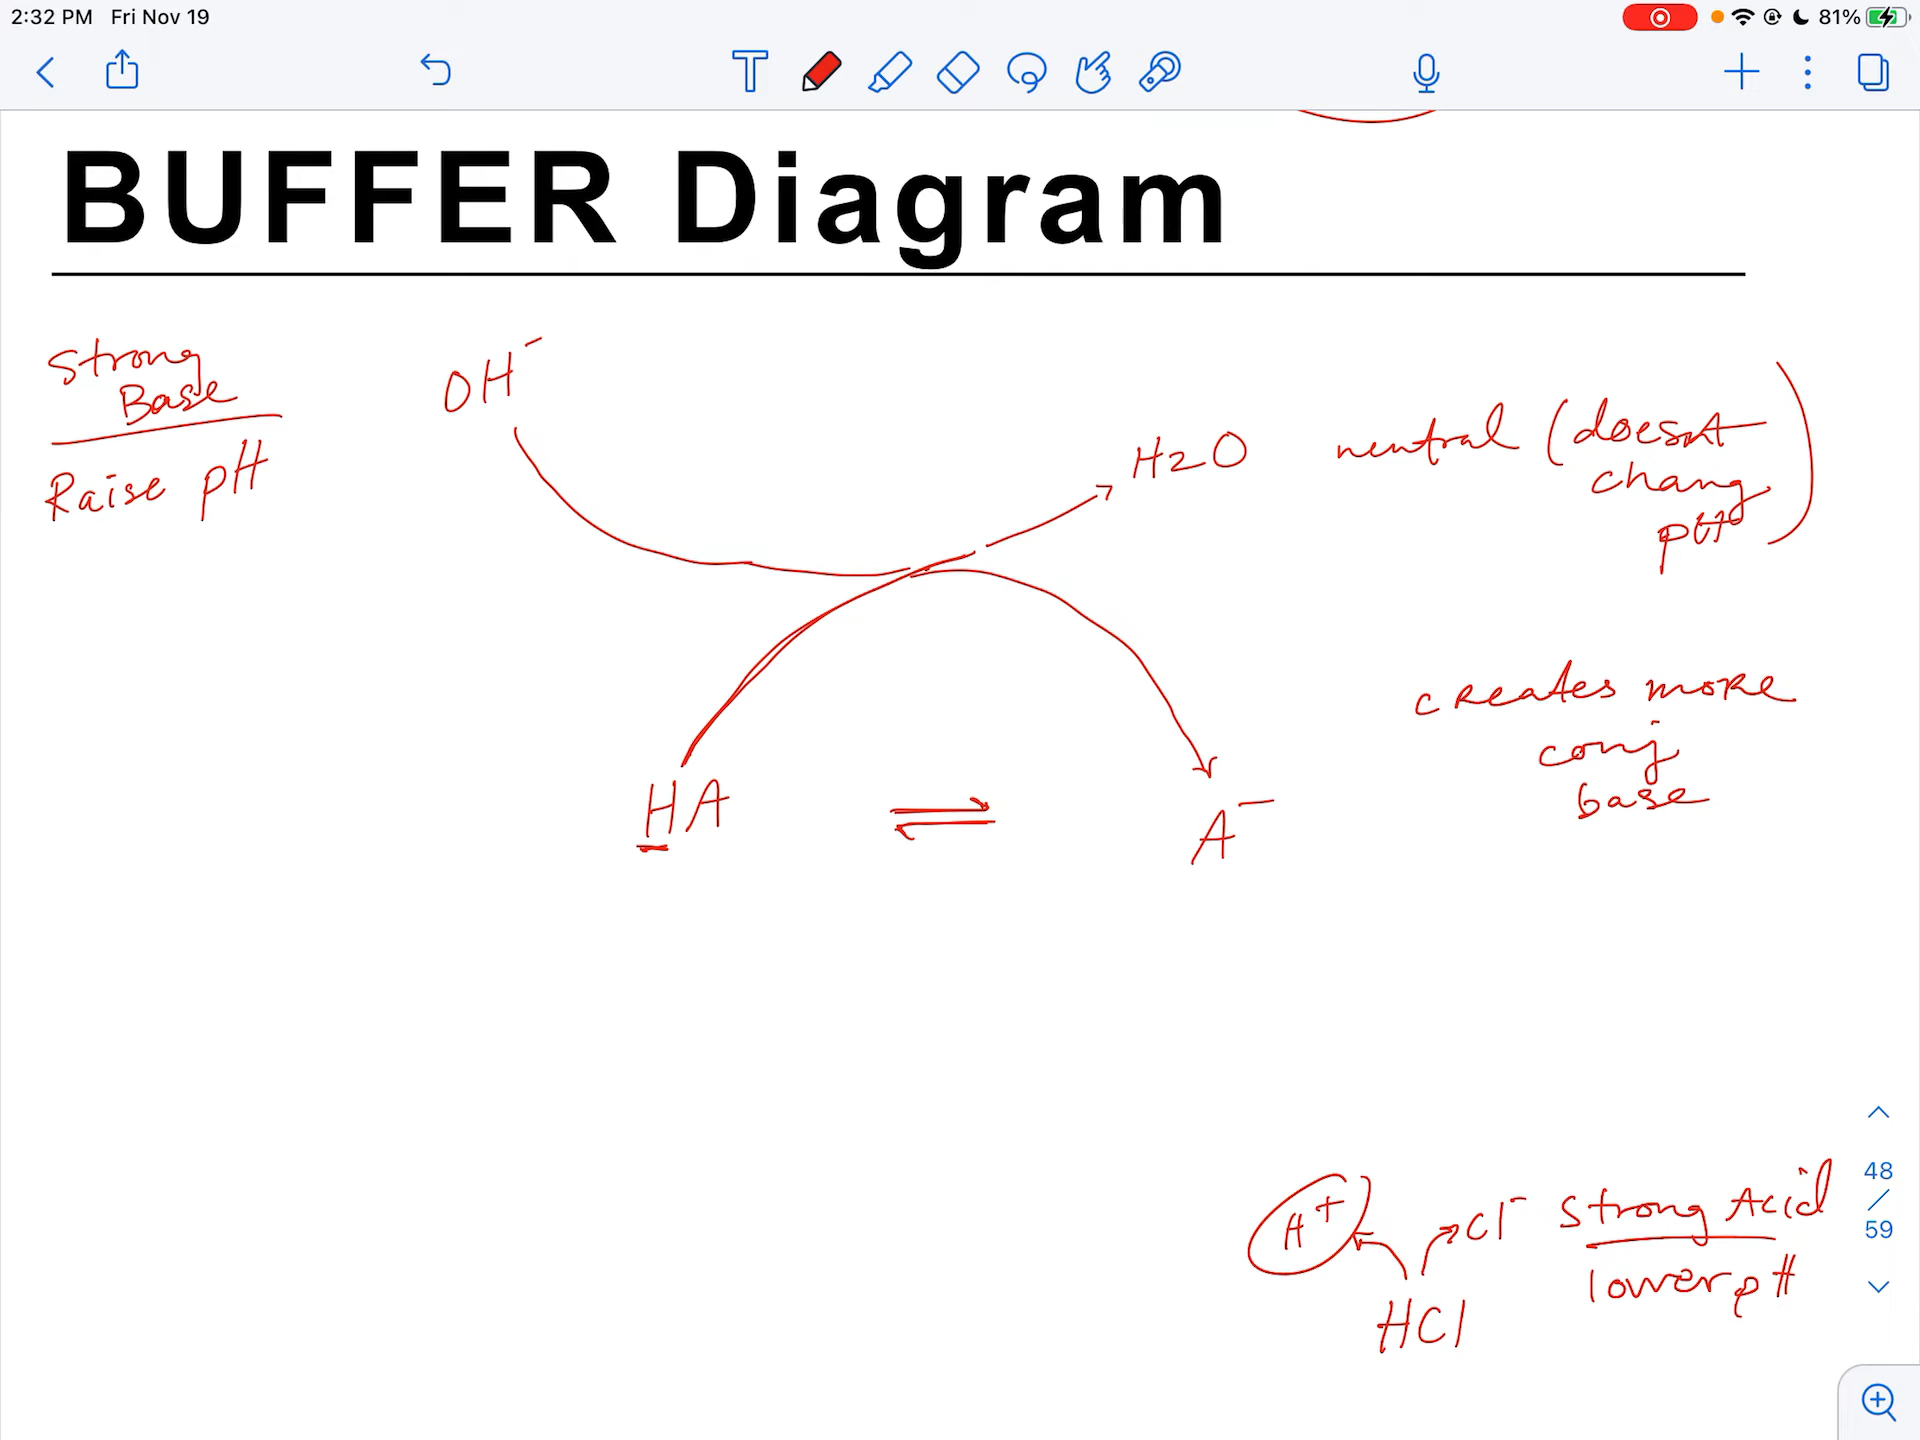 2:32 PM Fri Nov 19
81%
BUFFER Diagram
Strong
Base
Raise pH
OH⁻
H2O
neutral (doesnt
chang
pH)
HA ⇌ A⁻
creates more
conj
base
H⁺
Cl⁻
HCl
Strong Acid
lower pH
48
/
59